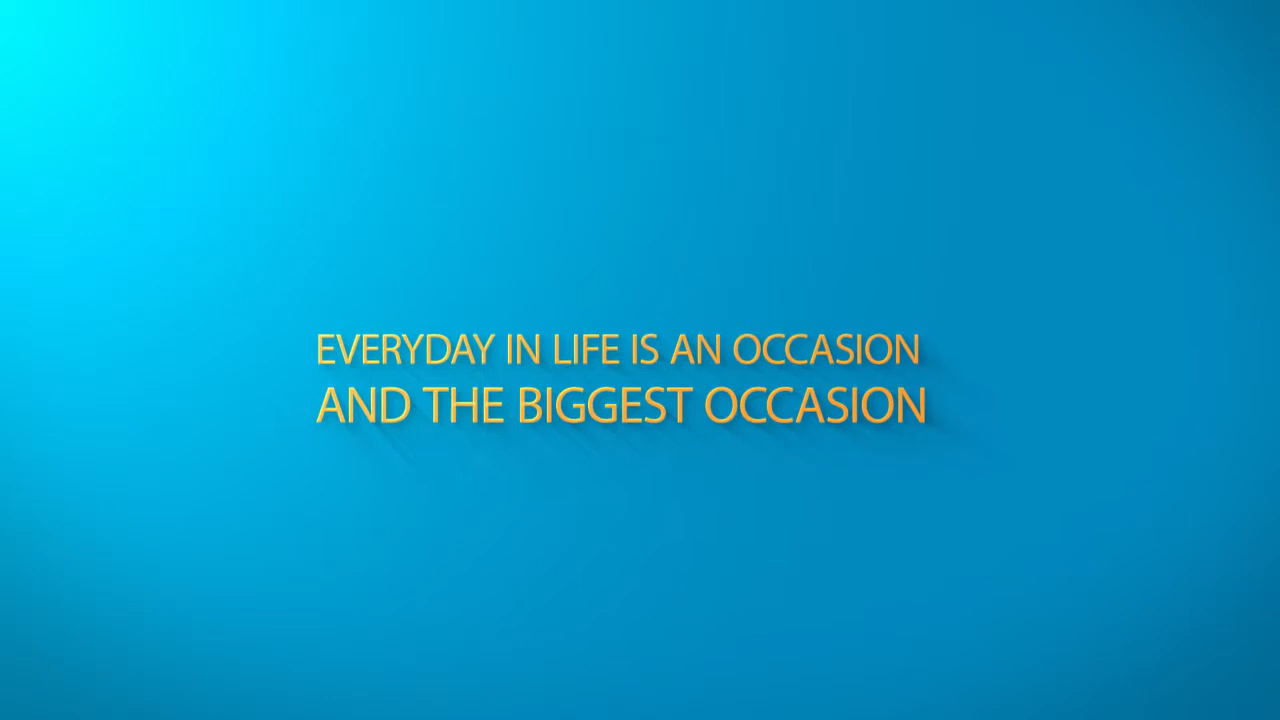 EVERYDAY IN LIFE IS AN OCCASION
AND THE BIGGEST OCCASION